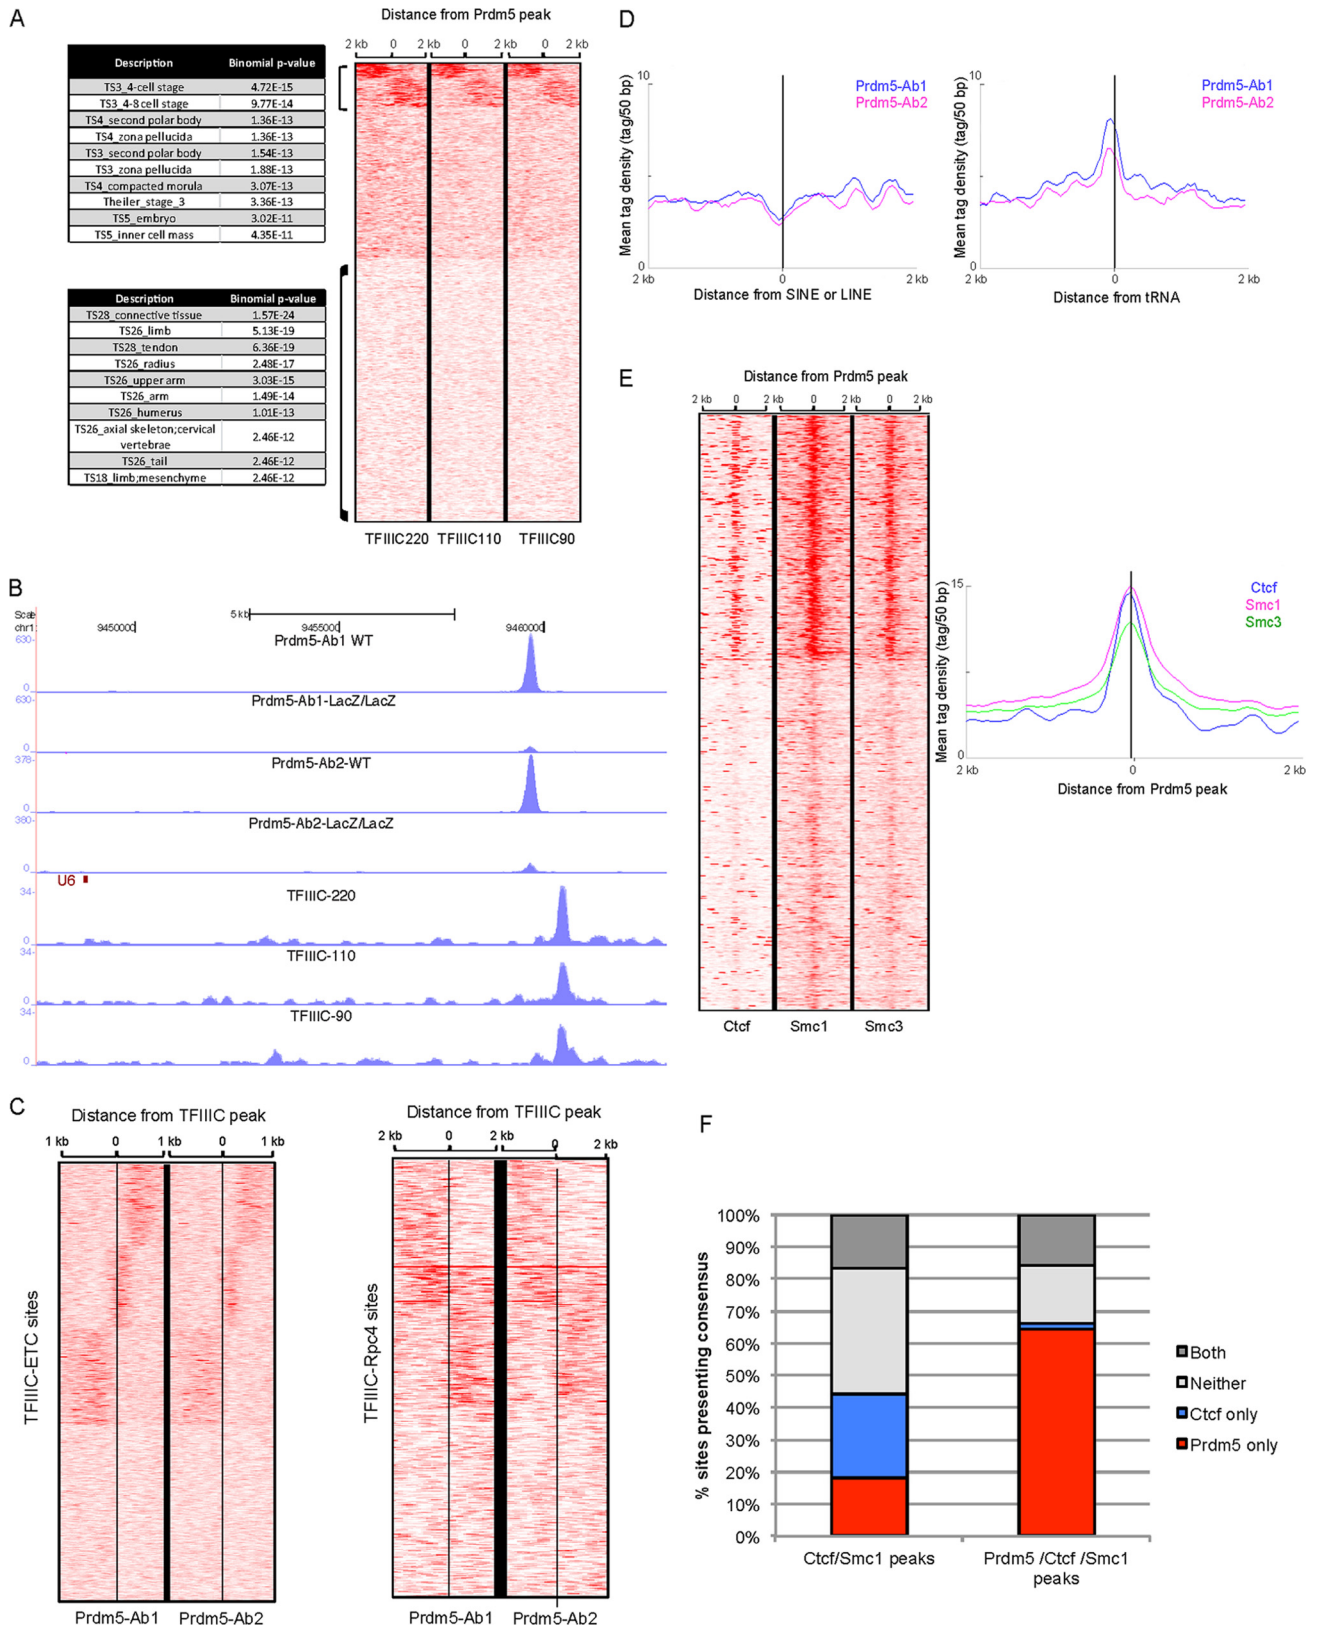 A
Distance from Prdm5 peak
2 kb 0 2 kb 0 2 kb 0 2 kb
Description Binomial p-value
TS3_4-cell stage 4.72E-15
TS3_4-8 cell stage 9.77E-14
TS4_second polar body 1.36E-13
TS4_zona pellucida 1.36E-13
TS3_second polar body 1.54E-13
TS3_zona pellucida 1.88E-13
TS4_compacted morula 3.07E-13
Theiler_stage_3 3.36E-13
TS5_embryo 3.02E-11
TS5_inner cell mass 4.35E-11
Description Binomial p-value
TS28_connective tissue 1.57E-24
TS26_limb 5.13E-19
TS28_tendon 6.36E-19
TS26_radius 2.48E-17
TS26_upper arm 3.03E-15
TS26_arm 1.49E-14
TS26_humerus 1.01E-13
TS26_axial skeleton;cervical
vertebrae 2.46E-12
TS26_tail 2.46E-12
TS18_limb;mesenchyme 2.46E-12
TFIIIC220 TFIIIC110 TFIIIC90
B
Scale 5 kb
chr1: 9450000 9455000 9460000
Prdm5-Ab1 WT
630
0
Prdm5-Ab1-LacZ/LacZ
630
0
Prdm5-Ab2-WT
378
0
Prdm5-Ab2-LacZ/LacZ
380
0
U6
TFIIIC-220
34
0
TFIIIC-110
34
0
TFIIIC-90
34
0
C
Distance from TFIIIC peak
1 kb 0 1 kb 0 1 kb
TFIIIC-ETC sites
Prdm5-Ab1 Prdm5-Ab2
Distance from TFIIIC peak
2 kb 0 2 kb 0 2 kb
TFIIIC-Rpc4 sites
Prdm5-Ab1 Prdm5-Ab2
D
Mean tag density (tag/50 bp)
10
0
Prdm5-Ab1
Prdm5-Ab2
2 kb 0 2 kb
Distance from SINE or LINE
Mean tag density (tag/50 bp)
10
0
Prdm5-Ab1
Prdm5-Ab2
2 kb 0 2 kb
Distance from tRNA
E
Distance from Prdm5 peak
2 kb 0 2 kb 0 2 kb 0 2 kb
Ctcf Smc1 Smc3
Mean tag density (tag/50 bp)
15
0
Ctcf
Smc1
Smc3
2 kb 0 2 kb
Distance from Prdm5 peak
F
% sites presenting consensus
100%
90%
80%
70%
60%
50%
40%
30%
20%
10%
0%
Ctcf/Smc1 peaks
Prdm5 /Ctcf /Smc1
peaks
Both
Neither
Ctcf only
Prdm5 only